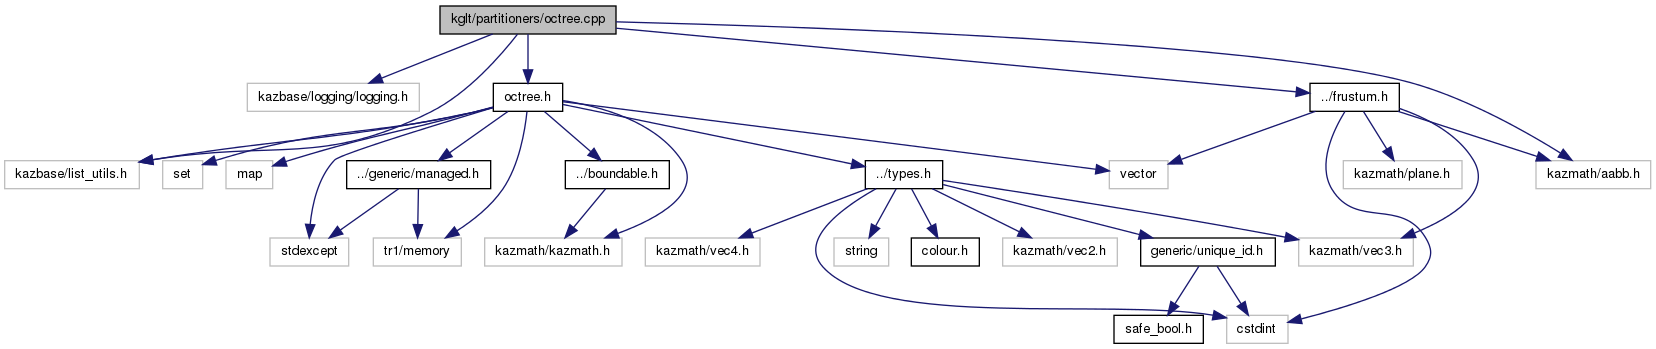 kglt/partitioners/octree.cpp
kazbase/logging/logging.h
octree.h
../frustum.h
kazbase/list_utils.h
set
map
../generic/managed.h
../boundable.h
../types.h
vector
kazmath/plane.h
kazmath/aabb.h
stdexcept
tr1/memory
kazmath/kazmath.h
kazmath/vec4.h
string
colour.h
kazmath/vec2.h
generic/unique_id.h
kazmath/vec3.h
safe_bool.h
cstdint